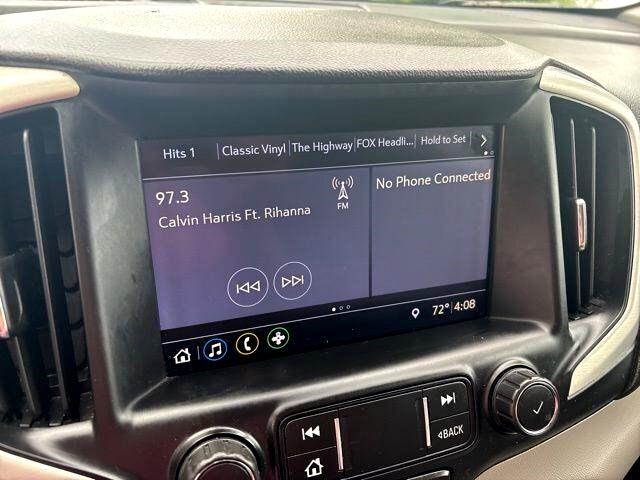 Hits 1 Classic Vinyl The Highway FOX Headli... Hold to Set
97.3
FM
Calvin Harris Ft. Rihanna
No Phone Connected
72° 4:08
BACK